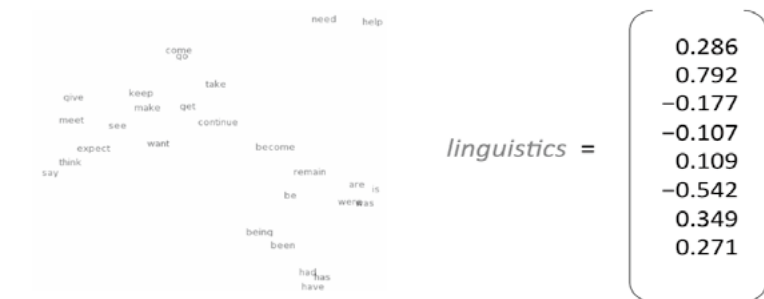 need help
come
go
take
give keep
make get
meet see continue
expect want become
think
say remain
are is
be were was
being
been
had has
have
linguistics =
0.286
0.792
−0.177
−0.107
0.109
−0.542
0.349
0.271